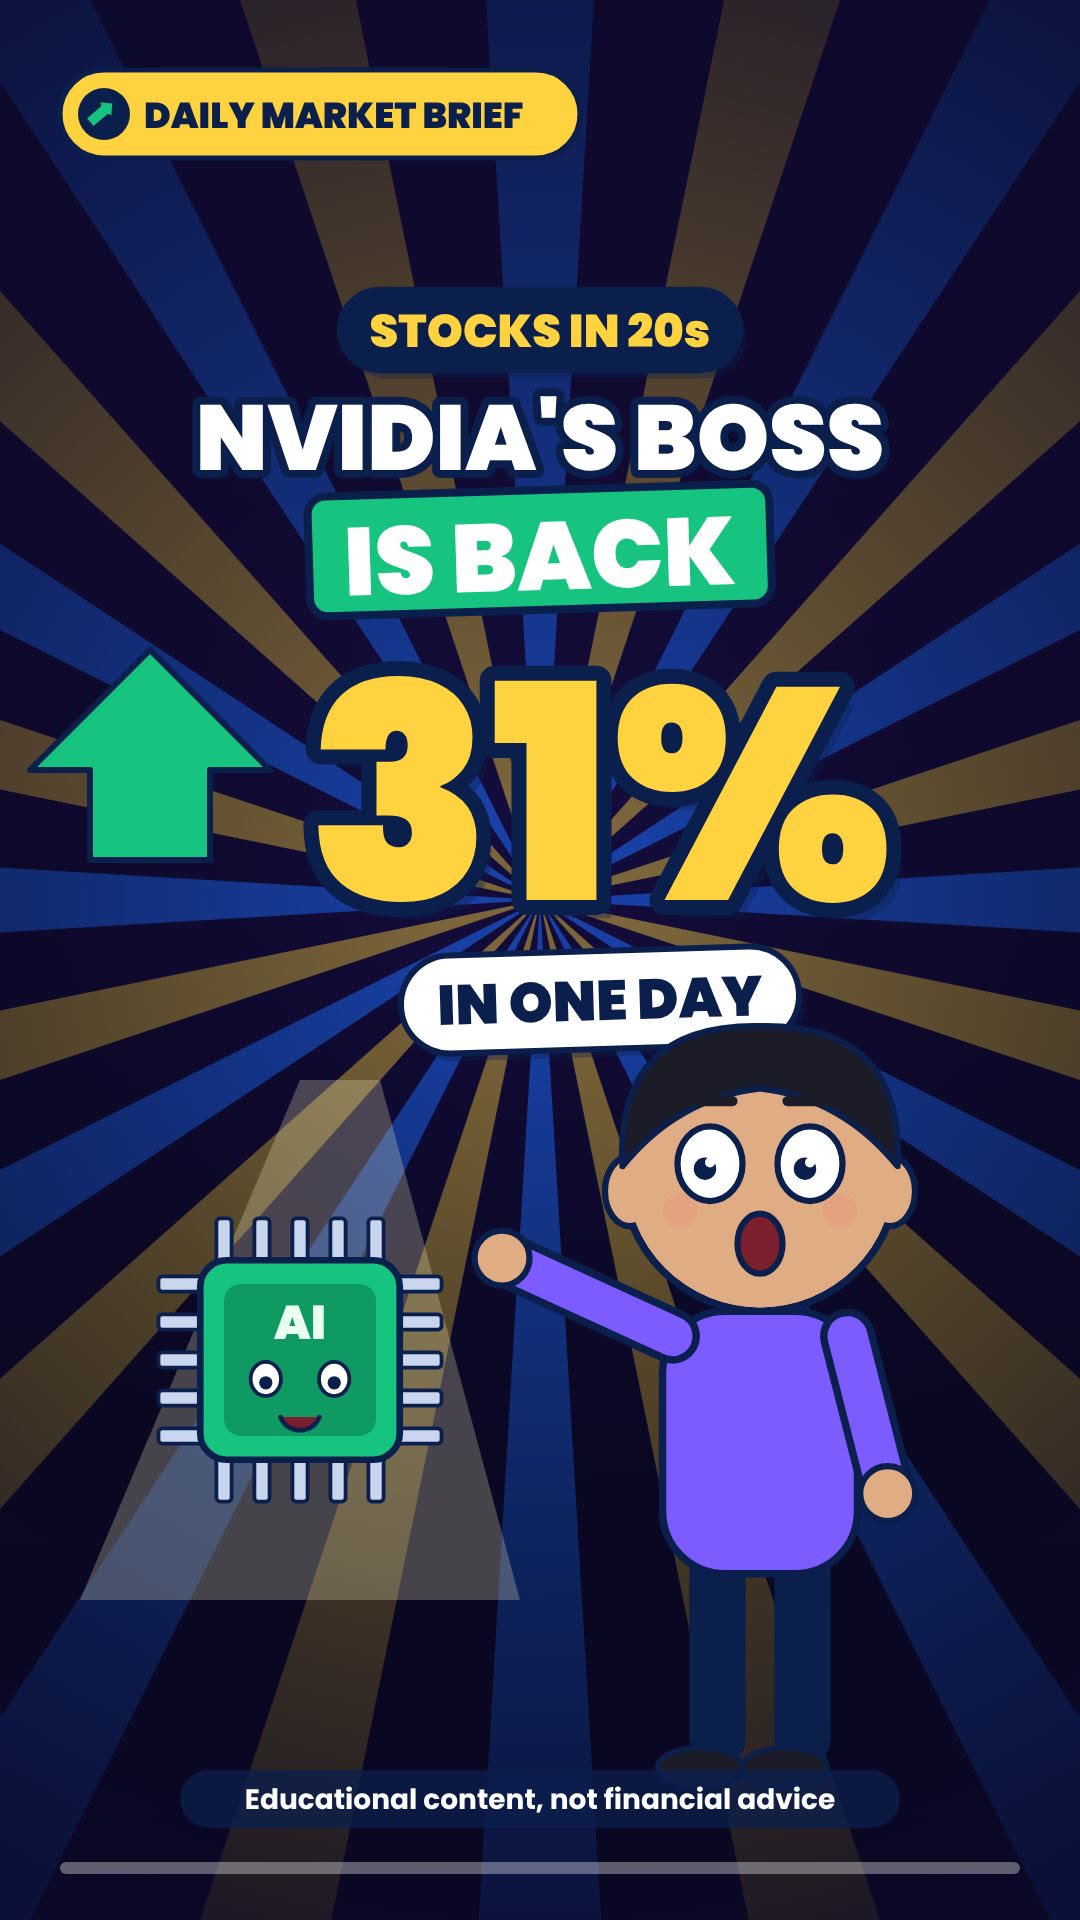 DAILY MARKET BRIEF
STOCKS IN 20s
NVIDIA'S BOSS
IS BACK
31%
IN ONE DAY
AI
Educational content, not financial advice